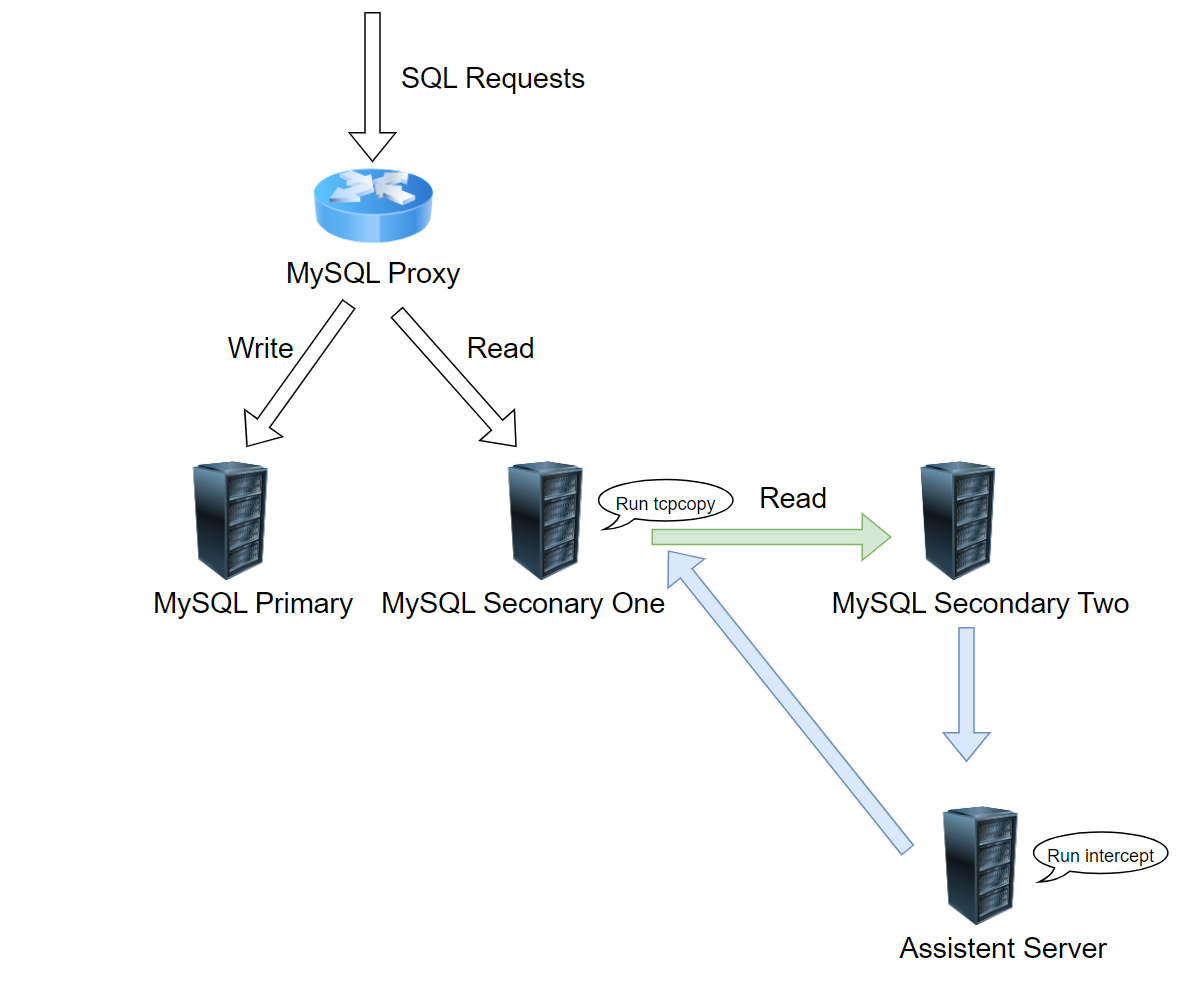 SQL Requests
MySQL Proxy
Write
Read
Run tcpcopy
Read
MySQL Primary
MySQL Seconary One
MySQL Secondary Two
Run intercept
Assistent Server